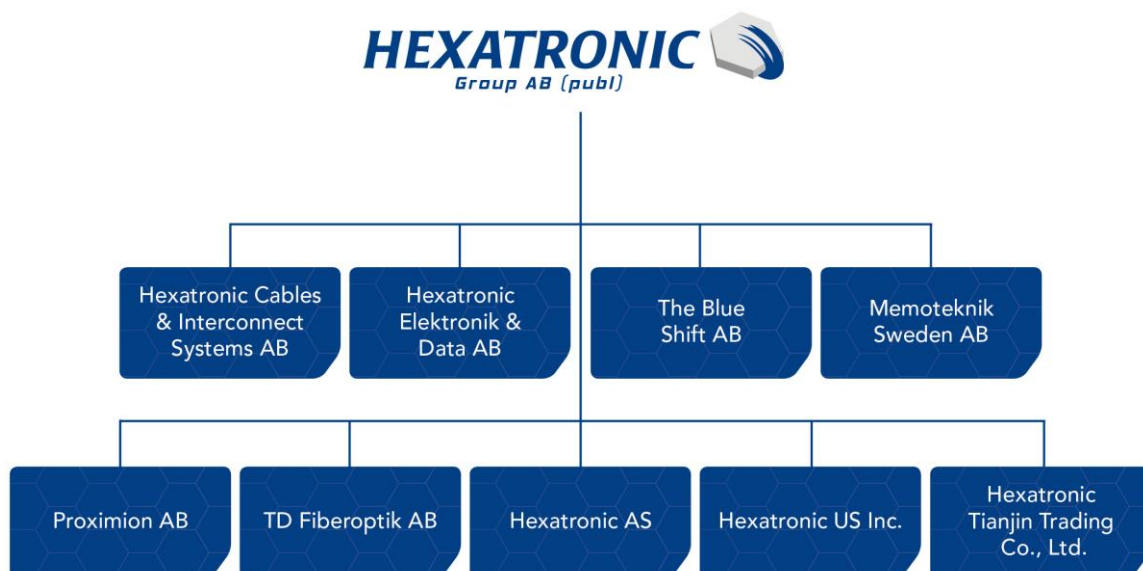 HEXATRONIC
Group AB (publ)
Hexatronic Cables
& Interconnect
Systems AB
Hexatronic
Elektronik &
Data AB
The Blue
Shift AB
Memoteknik
Sweden AB
Proximion AB
TD Fiberoptik AB
Hexatronic AS
Hexatronic US Inc.
Hexatronic
Tianjin Trading
Co., Ltd.